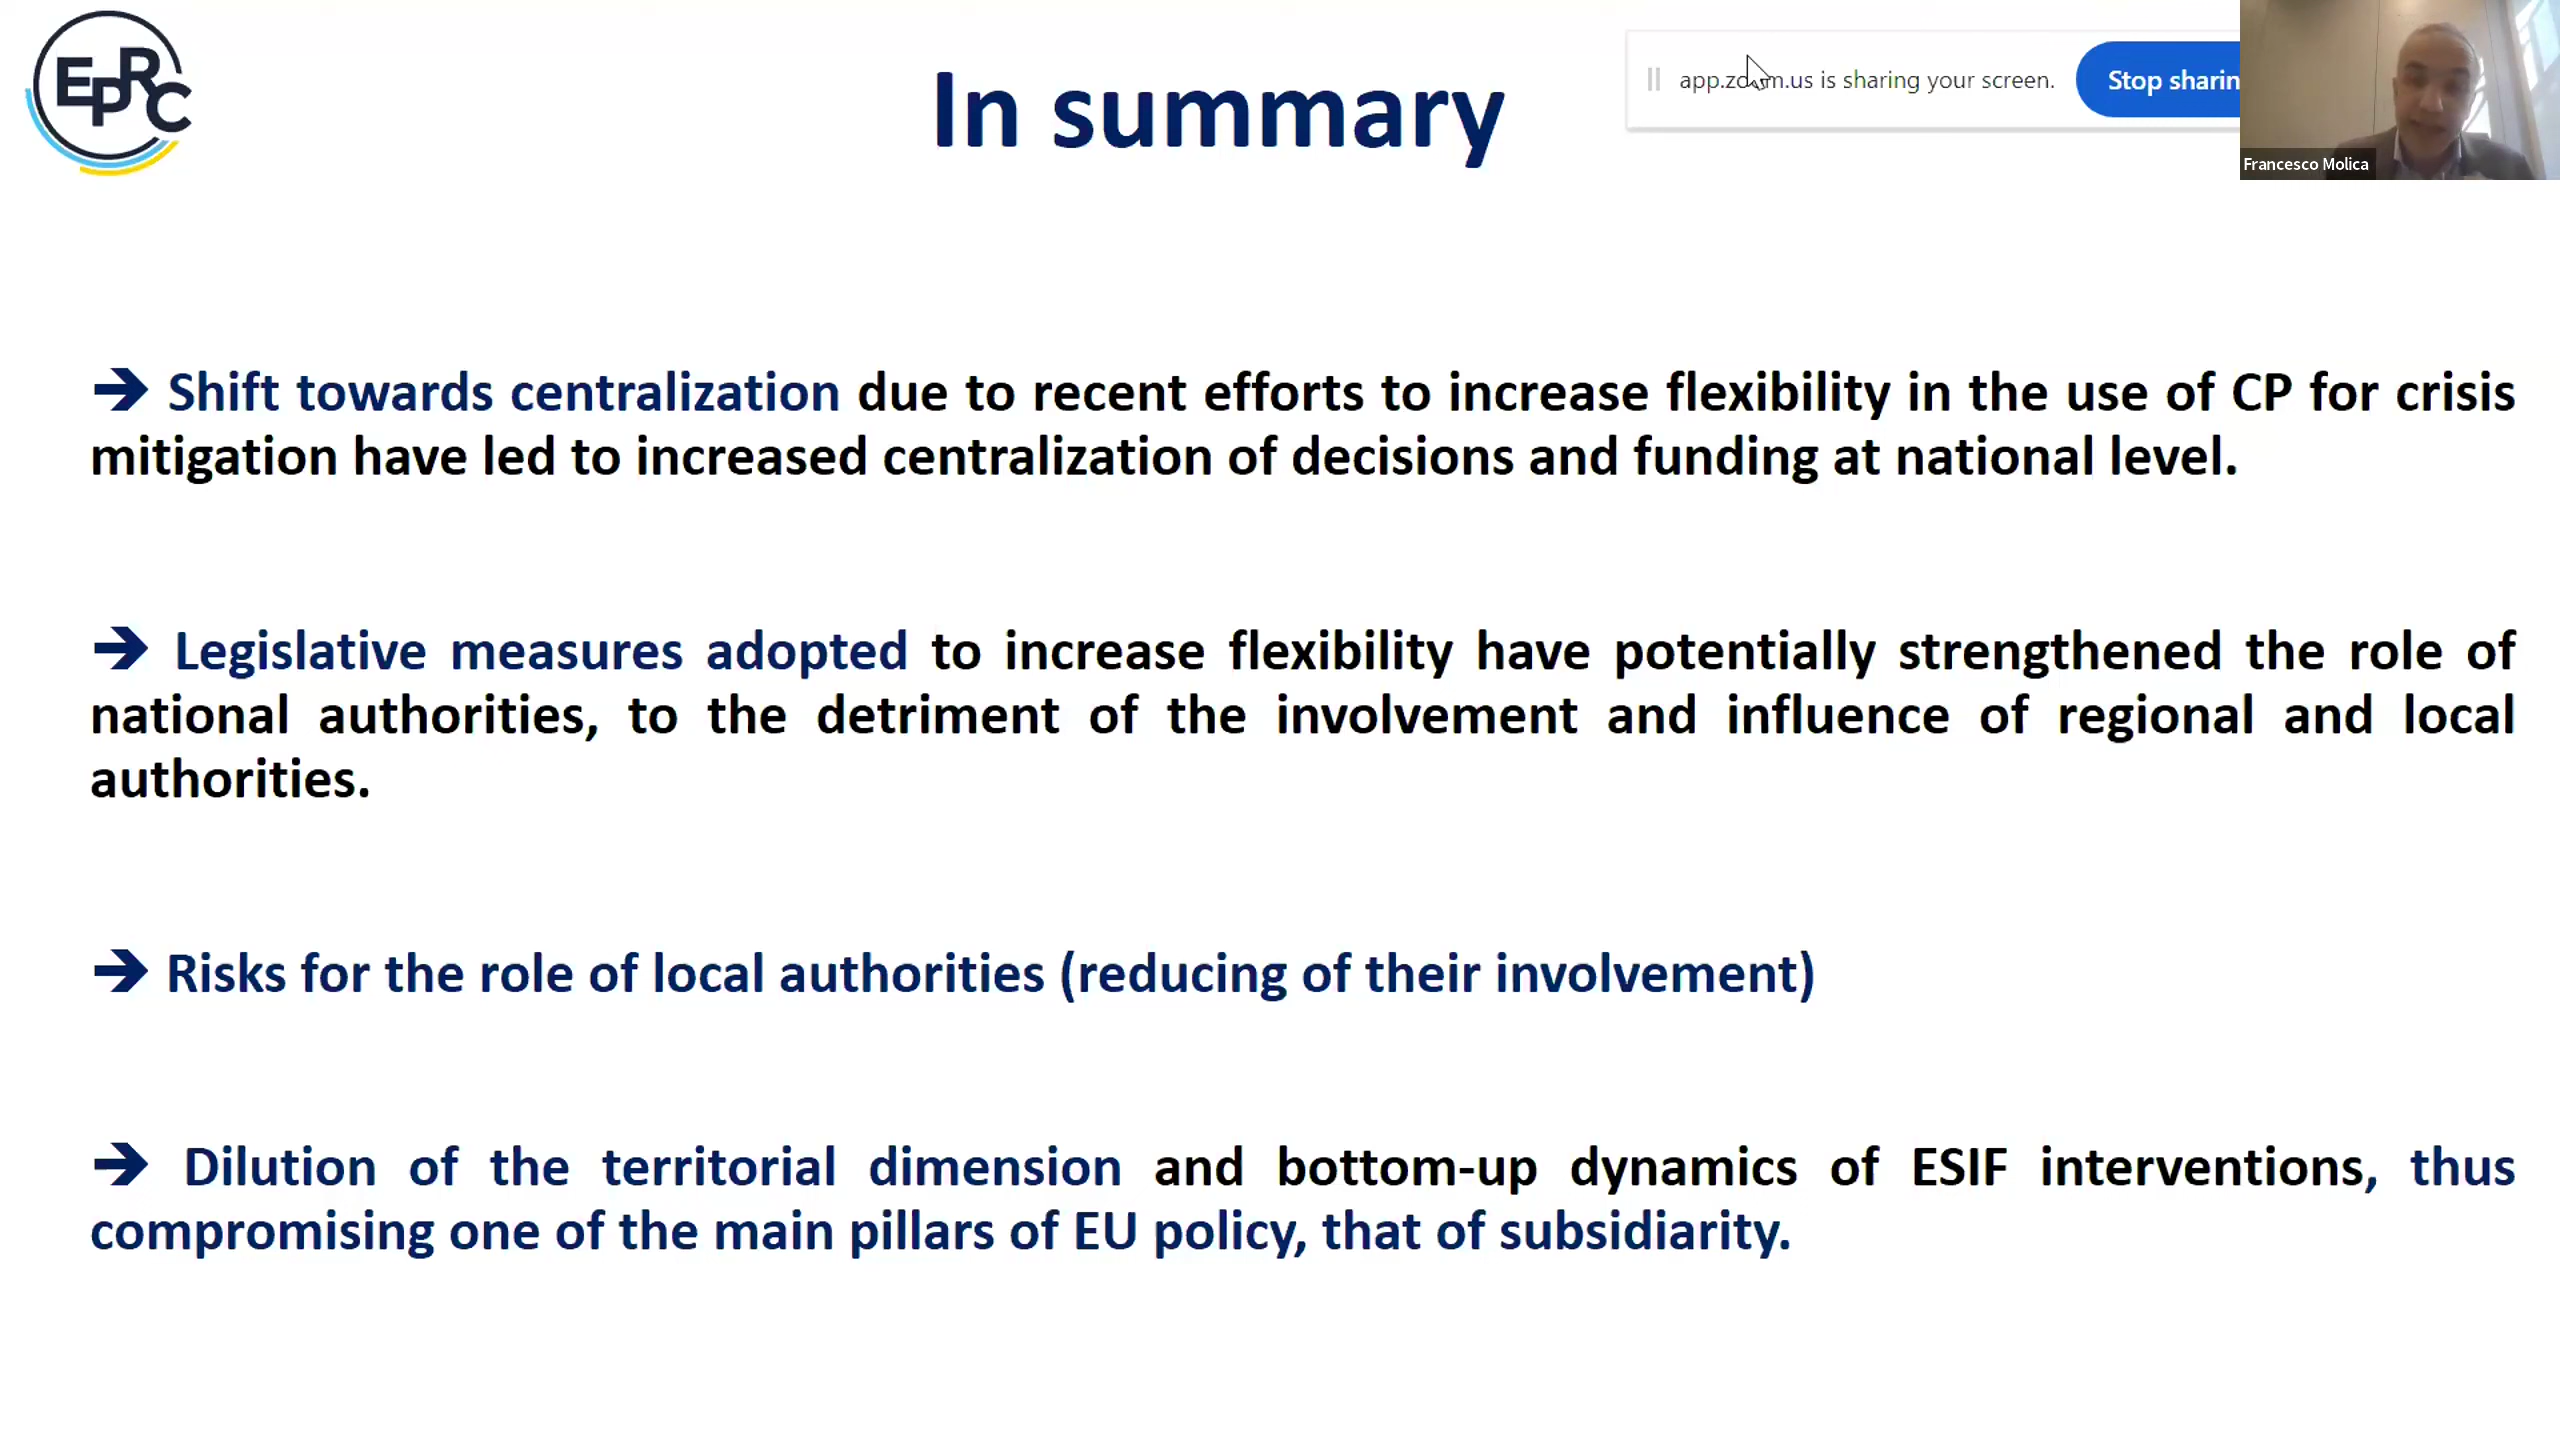 EPRC
In summary
app.zoom.us is sharing your screen.
Stop sharin
Francesco Molica
➔ Shift towards centralization due to recent efforts to increase flexibility in the use of CP for crisis
mitigation have led to increased centralization of decisions and funding at national level.
➔ Legislative measures adopted to increase flexibility have potentially strengthened the role of
national authorities, to the detriment of the involvement and influence of regional and local
authorities.
➔ Risks for the role of local authorities (reducing of their involvement)
➔ Dilution of the territorial dimension and bottom-up dynamics of ESIF interventions, thus
compromising one of the main pillars of EU policy, that of subsidiarity.